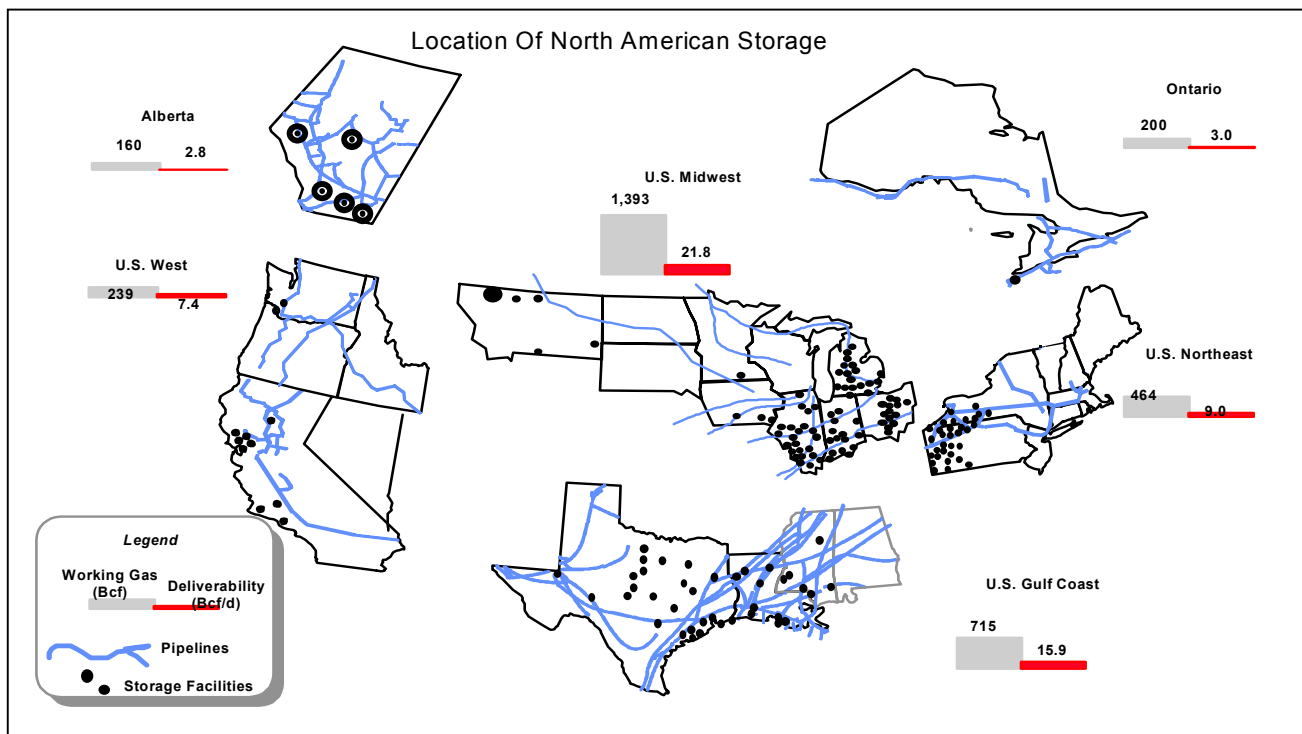 Location Of North American Storage
Alberta
160
2.8
Ontario
200
3.0
U.S. Midwest
1,393
21.8
U.S. West
239
7.4
U.S. Northeast
464
9.0
U.S. Gulf Coast
715
15.9
Legend
Working Gas
(Bcf)
Deliverability
(Bcf/d)
Pipelines
Storage Facilities